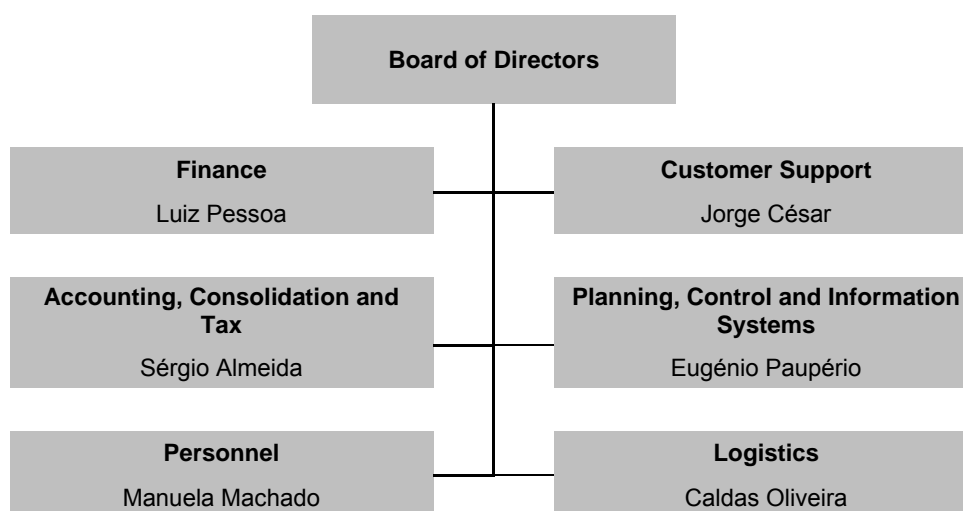 Board of Directors
Finance
Luiz Pessoa
Customer Support
Jorge César
Accounting, Consolidation and
Tax
Sérgio Almeida
Planning, Control and Information
Systems
Eugénio Paupério
Personnel
Manuela Machado
Logistics
Caldas Oliveira